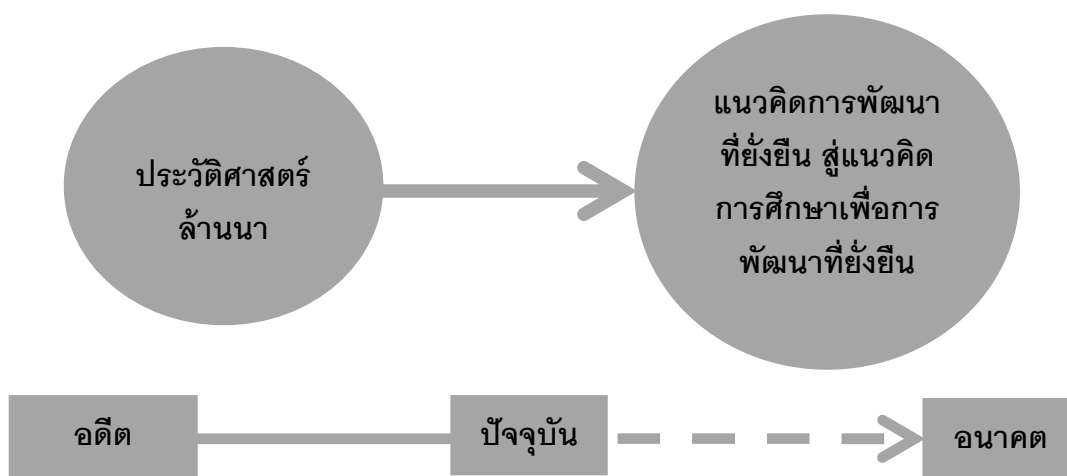 ประวัติศาสตร์
ล้านนา
แนวคิดการพัฒนา
ที่ยั่งยืน สู่แนวคิด
การศึกษาเพื่อการ
พัฒนาที่ยั่งยืน
อดีต
ปัจจุบัน
อนาคต